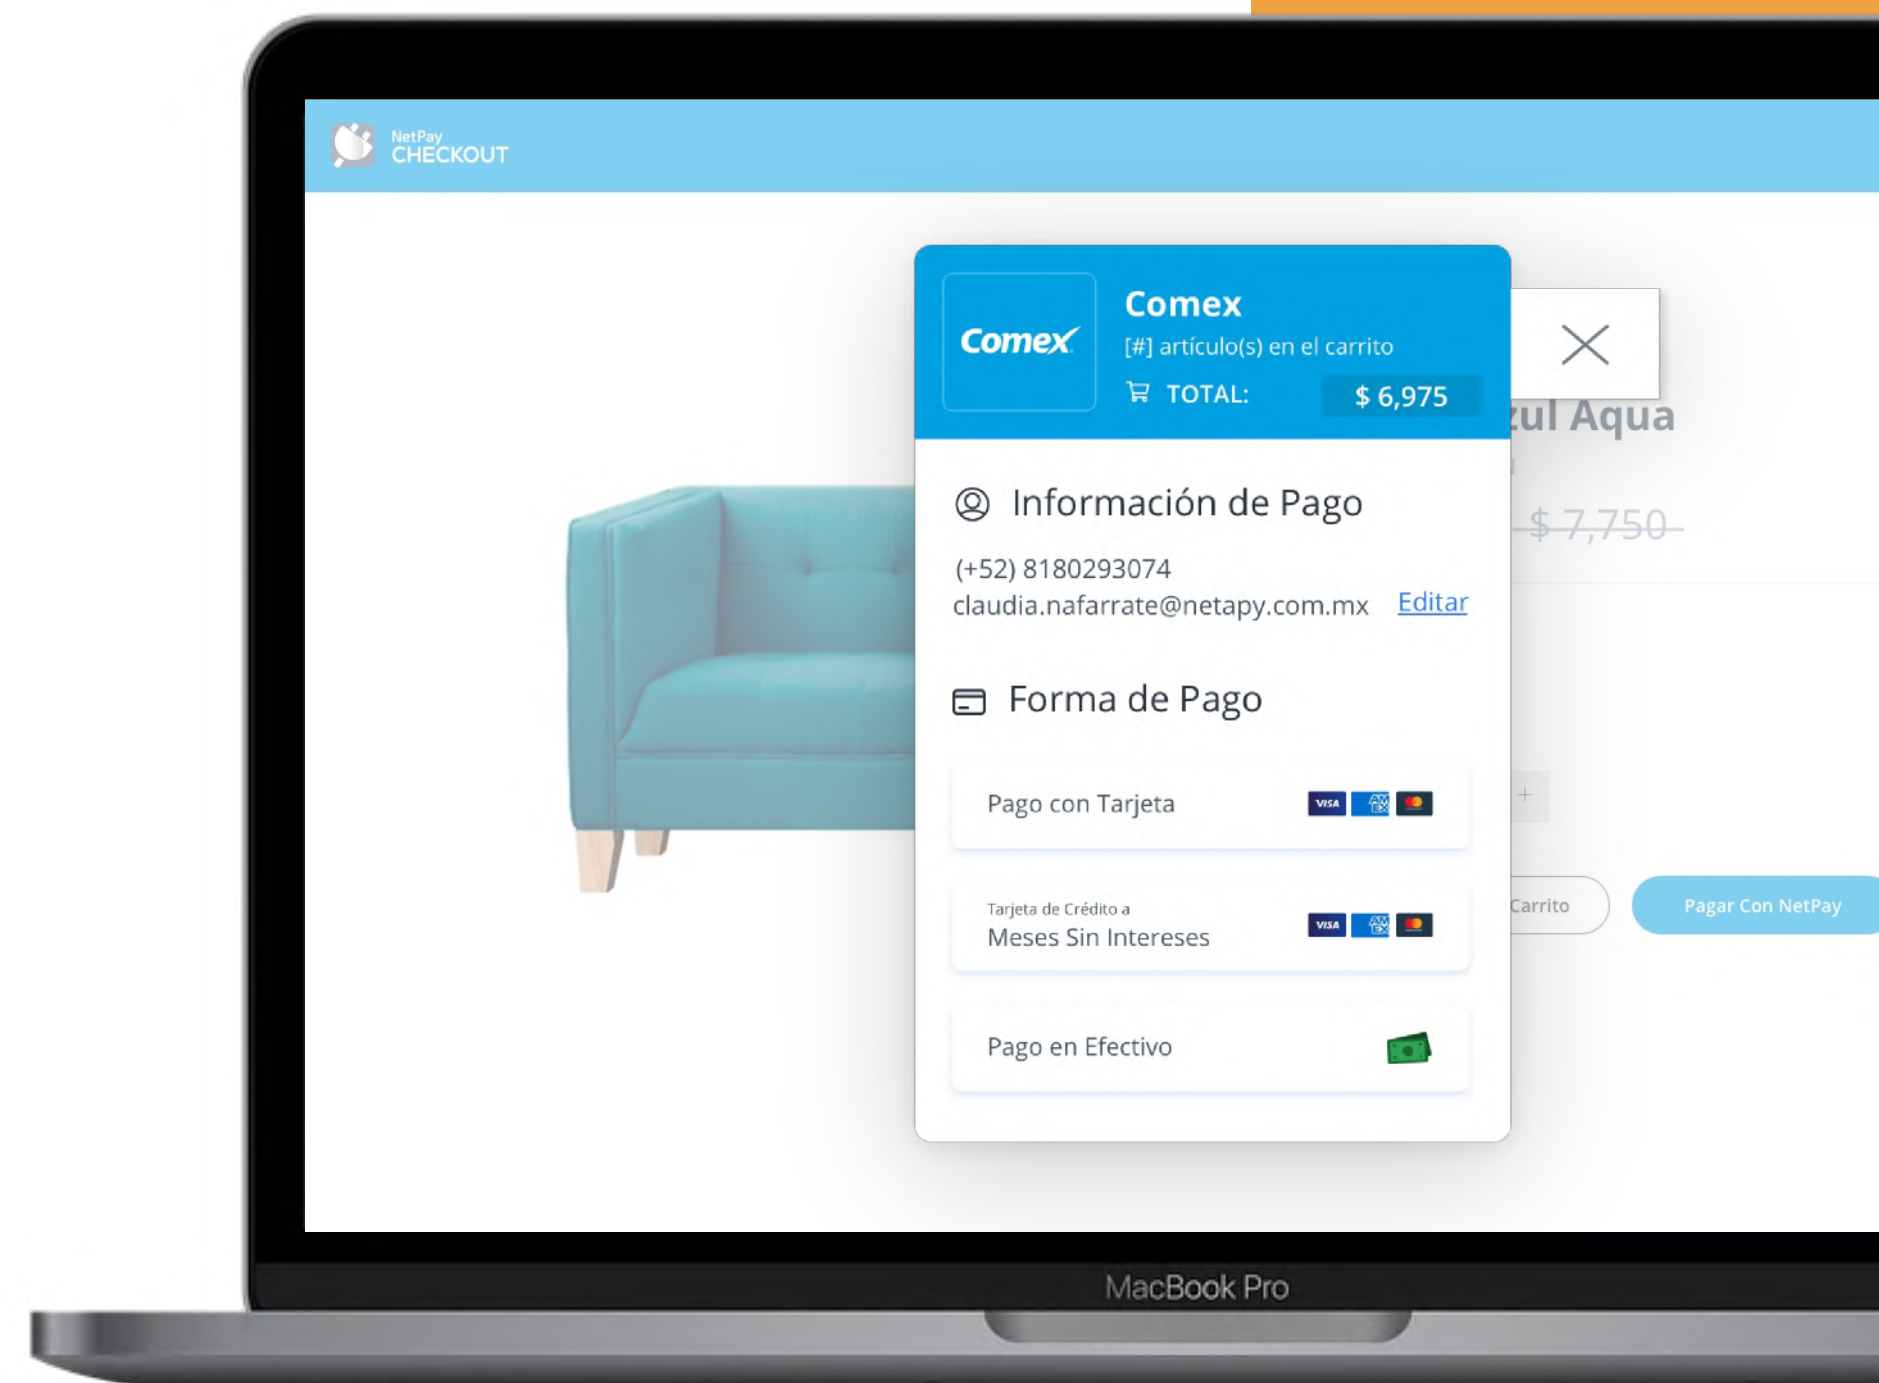 NetPay
CHECKOUT
Comex
Comex
[#] artículo(s) en el carrito
TOTAL:
$ 6,975
Aqua
$ 7,750
Información de Pago
(+52) 8180293074
claudia.nafarrate@netapy.com.mx
Editar
Forma de Pago
Pago con Tarjeta
VISA
AMEX
+
Tarjeta de Crédito a
Meses Sin Intereses
VISA
AMEX
Carrito
Pagar Con NetPay
Pago en Efectivo
MacBook Pro